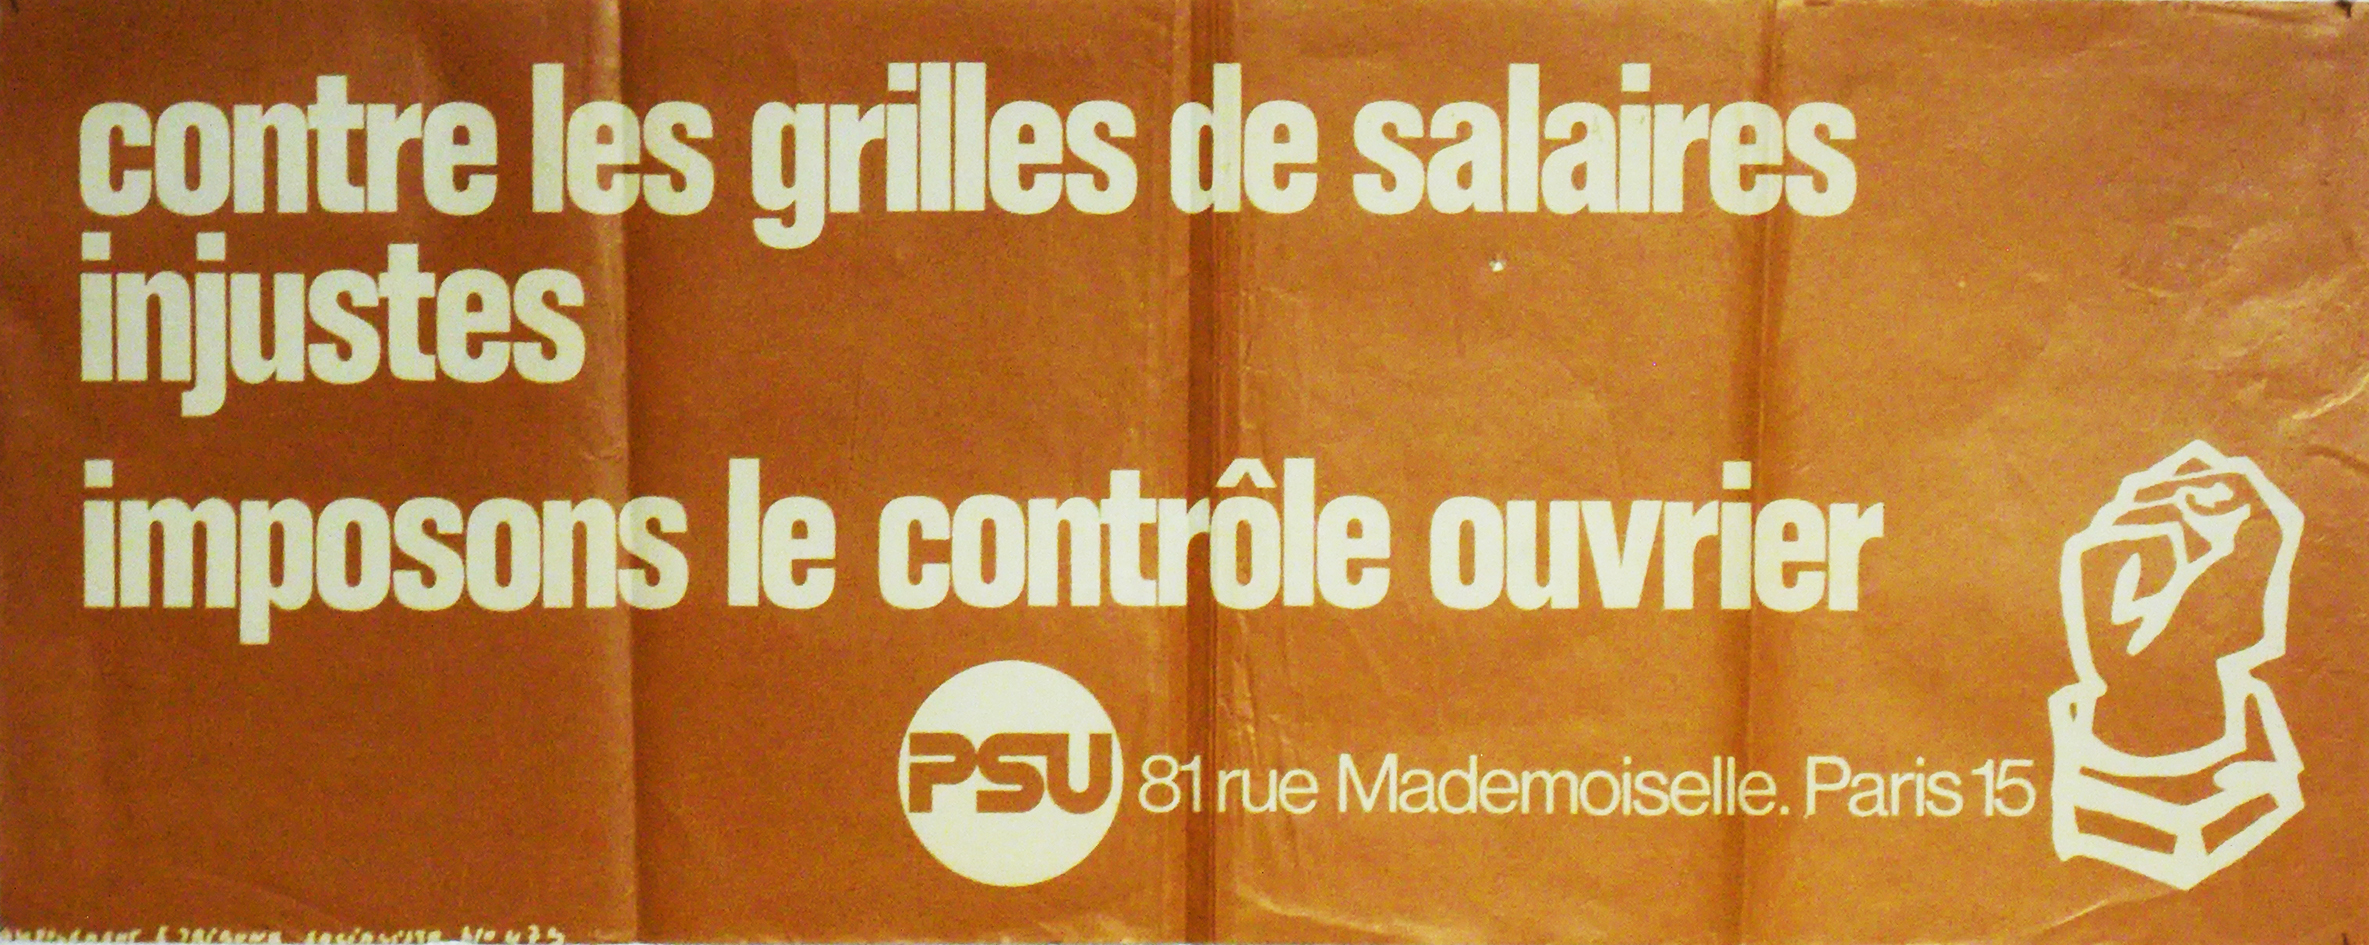 contre les grilles de salaires
injustes
imposons le contrôle ouvrier
PSU 81 rue Mademoiselle. Paris 15